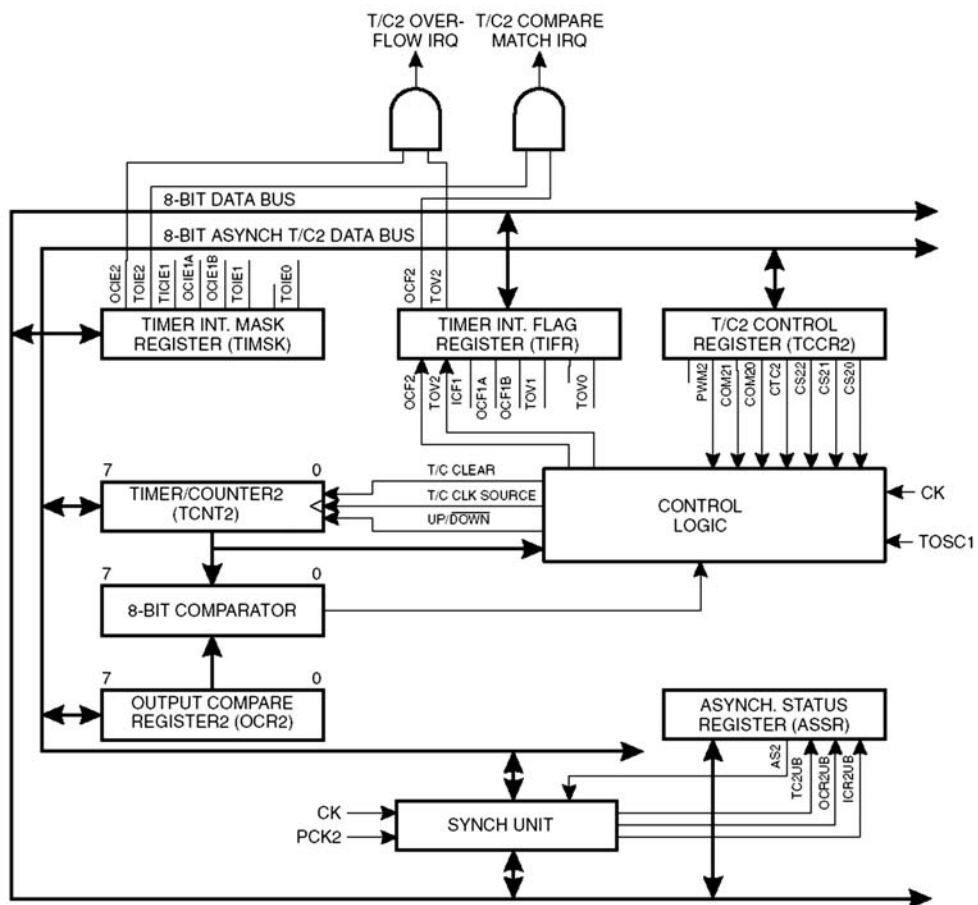 T/C2 OVER-
FLOW IRQ
T/C2 COMPARE
MATCH IRQ
8-BIT DATA BUS
8-BIT ASYNCH T/C2 DATA BUS
OCIE2
TOIE2
TICIE1
OCIE1A
OCIE1B
TOIE1
TOIE0
OCF2
TOV2
TIMER INT. MASK
REGISTER (TIMSK)
TIMER INT. FLAG
REGISTER (TIFR)
T/C2 CONTROL
REGISTER (TCCR2)
OCF2
TOV2
ICF1
OCF1A
OCF1B
TOV1
TOV0
PWM2
COM21
COM20
CTC2
CS22
CS21
CS20
7
0
TIMER/COUNTER2
(TCNT2)
T/C CLEAR
T/C CLK SOURCE
UP/DOWN
CONTROL
LOGIC
CK
TOSC1
7
0
8-BIT COMPARATOR
7
0
OUTPUT COMPARE
REGISTER2 (OCR2)
ASYNCH. STATUS
REGISTER (ASSR)
AS2
TC2UB
OCR2UB
ICR2UB
CK
PCK2
SYNCH UNIT